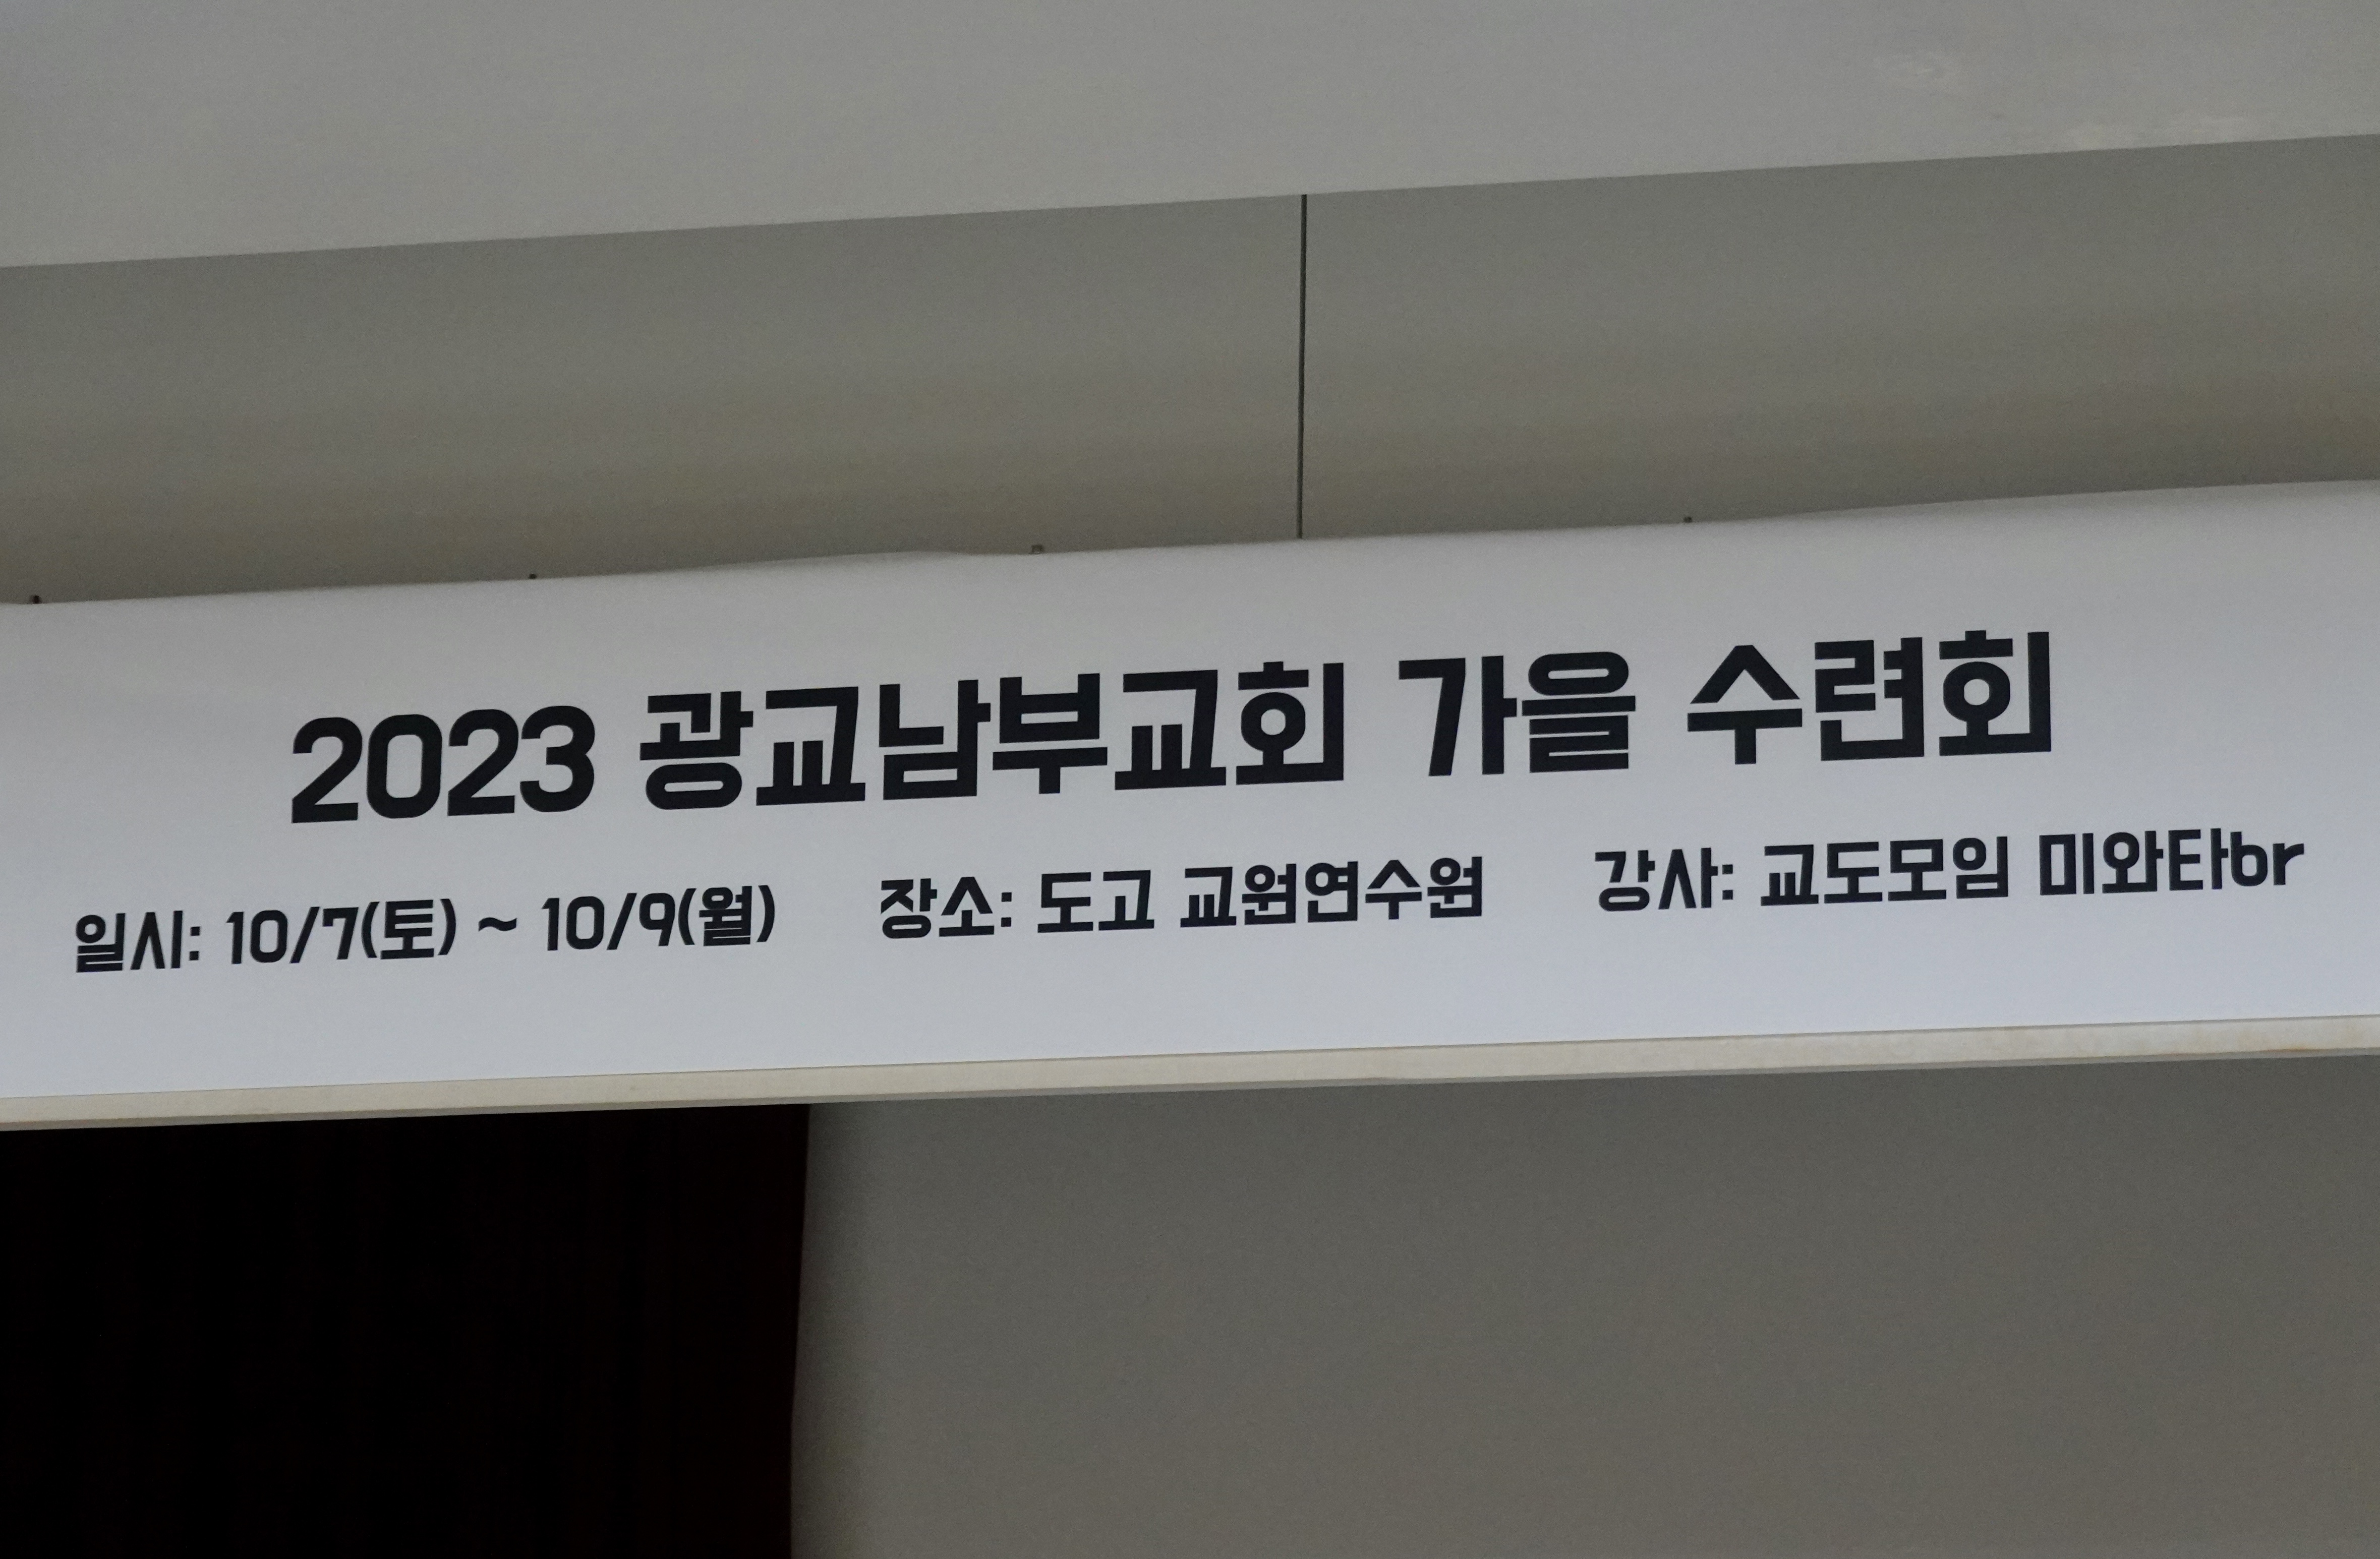 2023 광교남부교회 가을 수련회
일시: 10/7(토) ~ 10/9(월) 장소: 도고 교원연수원 강사: 교도모임 미와타br